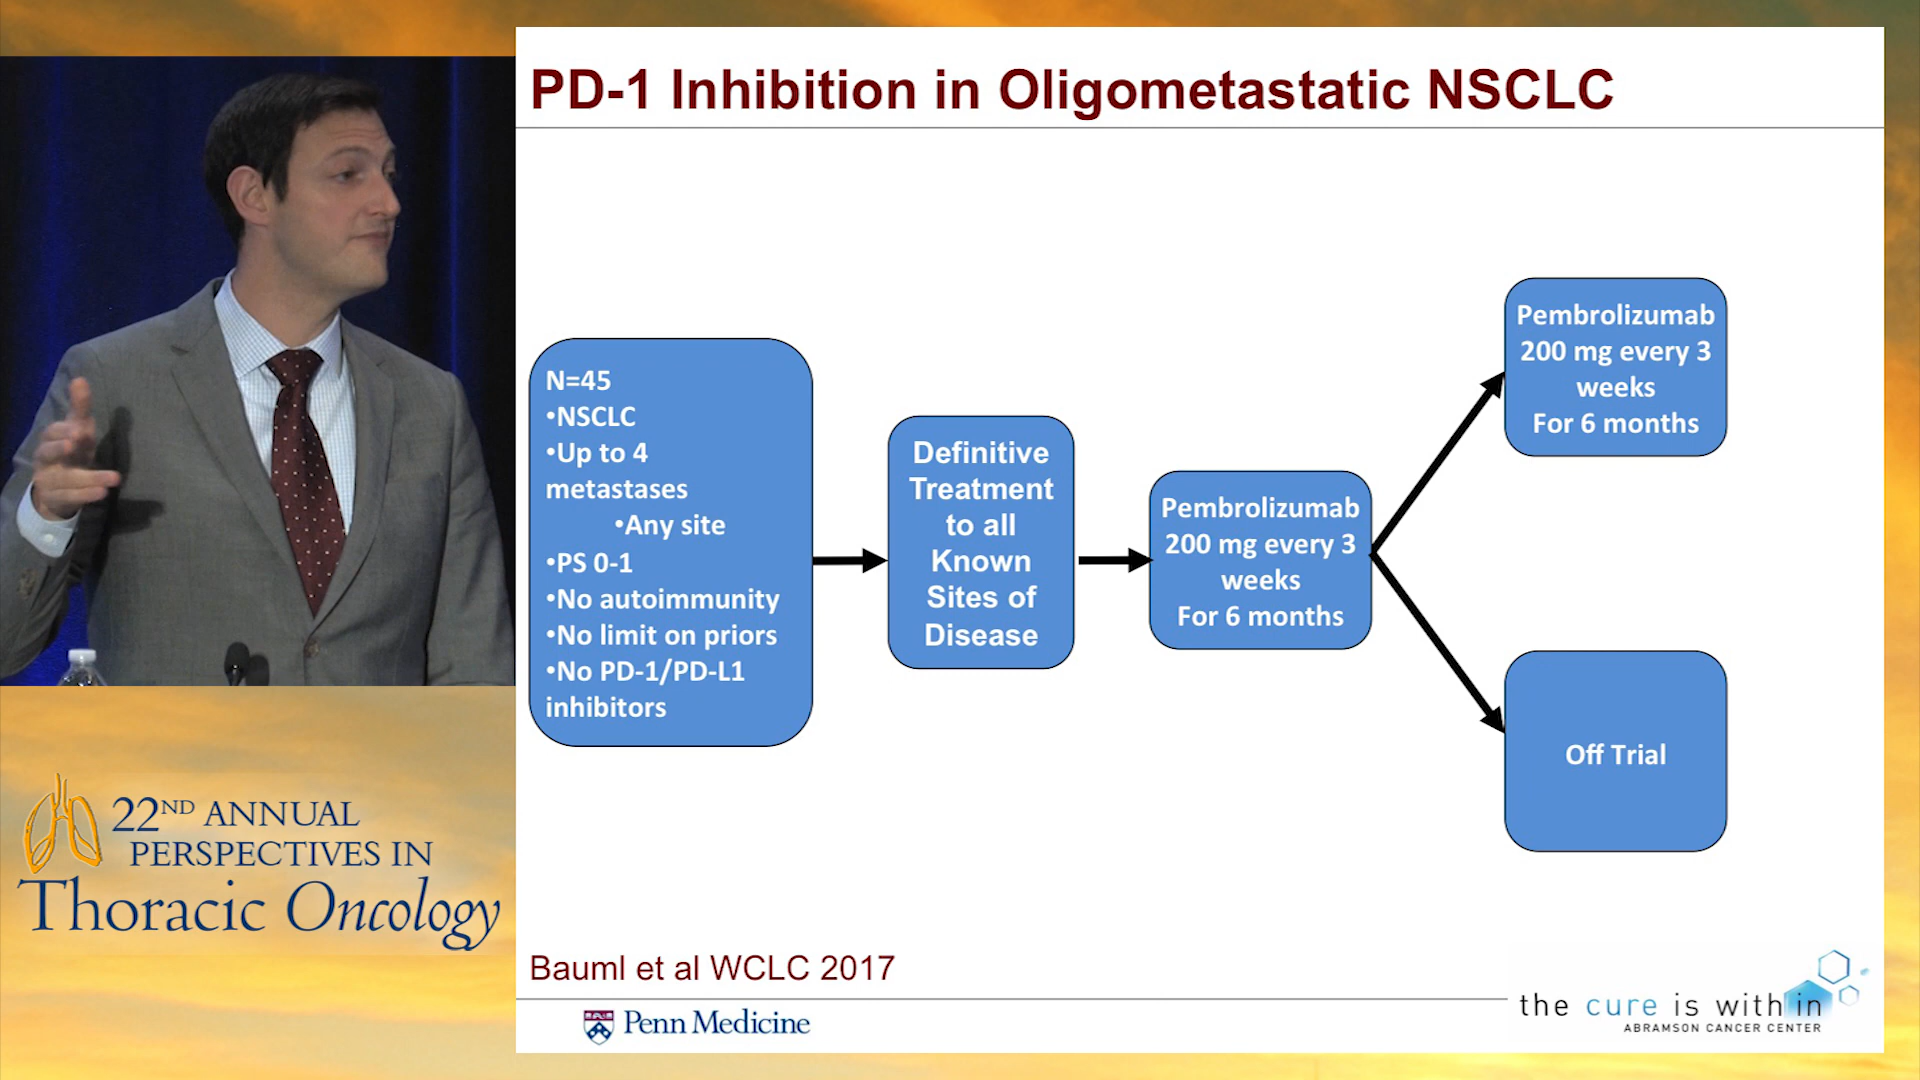 PD-1 Inhibition in Oligometastatic NSCLC
N=45
•NSCLC
•Up to 4
metastases
•Any site
•PS 0-1
•No autoimmunity
•No limit on priors
•No PD-1/PD-L1
inhibitors
Definitive
Treatment
to all
Known
Sites of
Disease
Pembrolizumab
200 mg every 3
weeks
For 6 months
Pembrolizumab
200 mg every 3
weeks
For 6 months
Off Trial
Bauml et al WCLC 2017
Penn Medicine
the cure is within
ABRAMSON CANCER CENTER
22ND ANNUAL
PERSPECTIVES IN
Thoracic Oncology